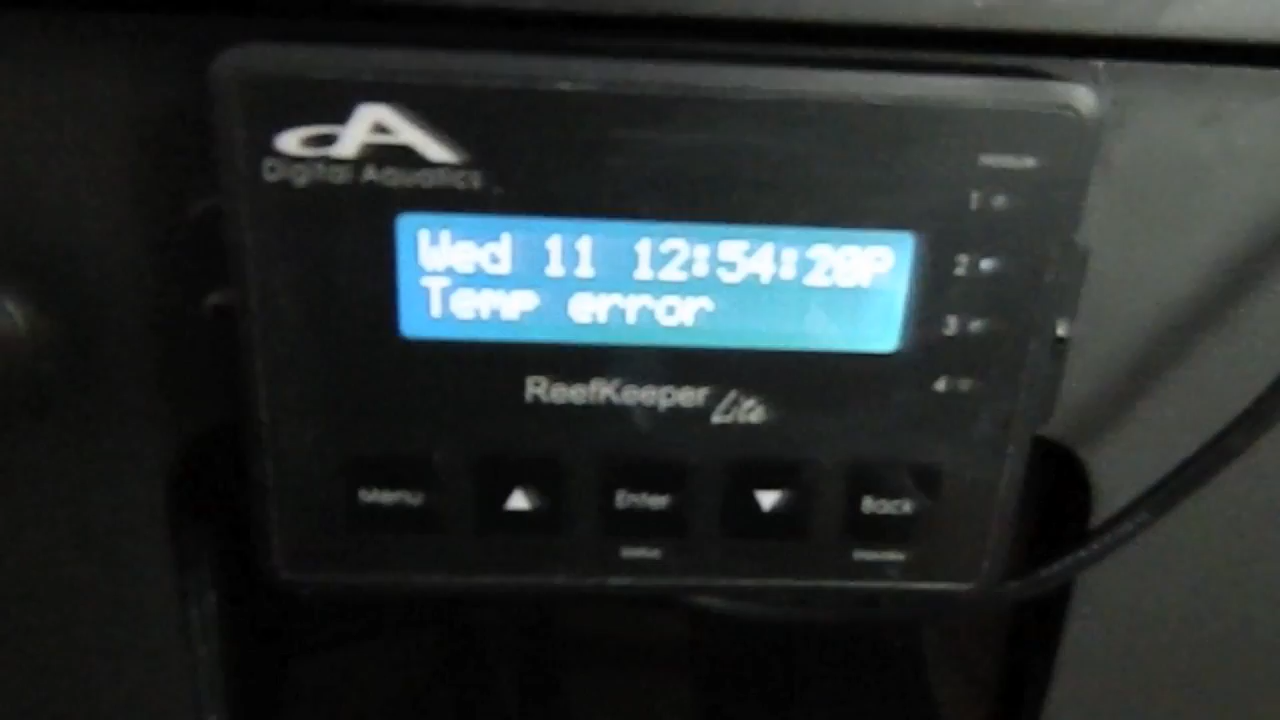 dA
Digital Aquatics
1
Wed 11 12:54:28P
2
Temp error
3
ReefKeeper Lite
4
Menu ▲ Enter ▼ Back